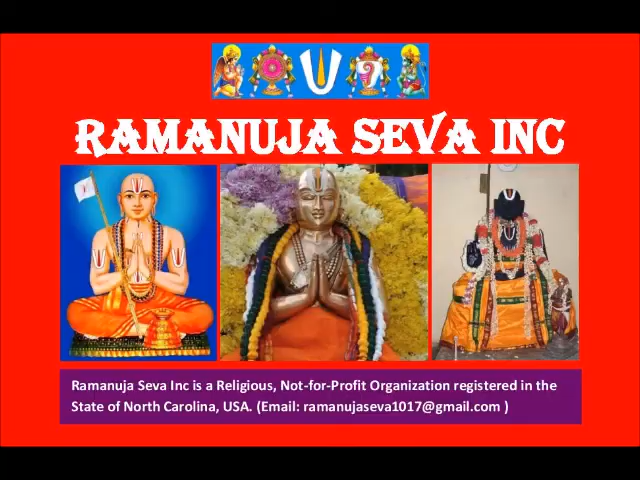 RAMANUJA SEVA INC
Ramanuja Seva Inc is a Religious, Not-for-Profit Organization registered in the
State of North Carolina, USA. (Email: ramanujaseva1017@gmail.com )